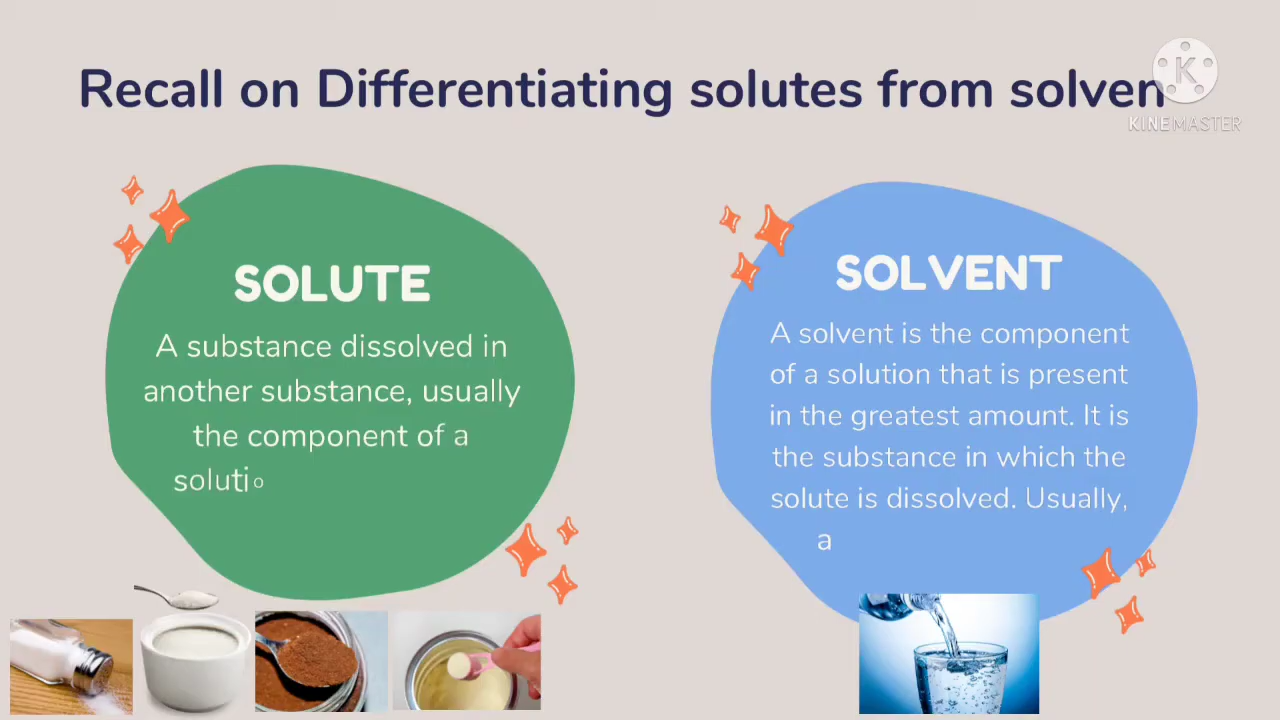 Recall on Differentiating solutes from solven
K
KINEMASTER
SOLUTE
A substance dissolved in
another substance, usually
the component of a
solutio
SOLVENT
A solvent is the component
of a solution that is present
in the greatest amount. It is
the substance in which the
solute is dissolved. Usually,
a